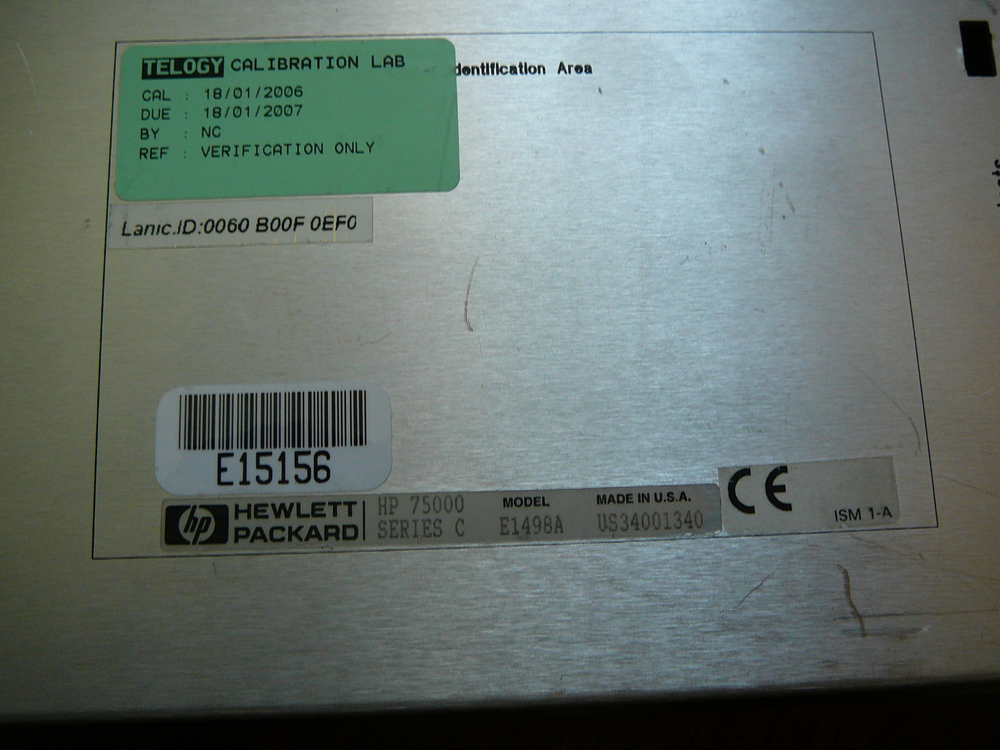 TELOGY CALIBRATION LAB
CAL : 18/01/2006
DUE : 18/01/2007
BY : NC
REF : VERIFICATION ONLY
dentification Area
Lanic.ID:0060 B00F 0EF0
E15156
hp HEWLETT PACKARD
HP 75000 SERIES C
MODEL E1498A
MADE IN U.S.A. US34001340
CE
ISM 1-A